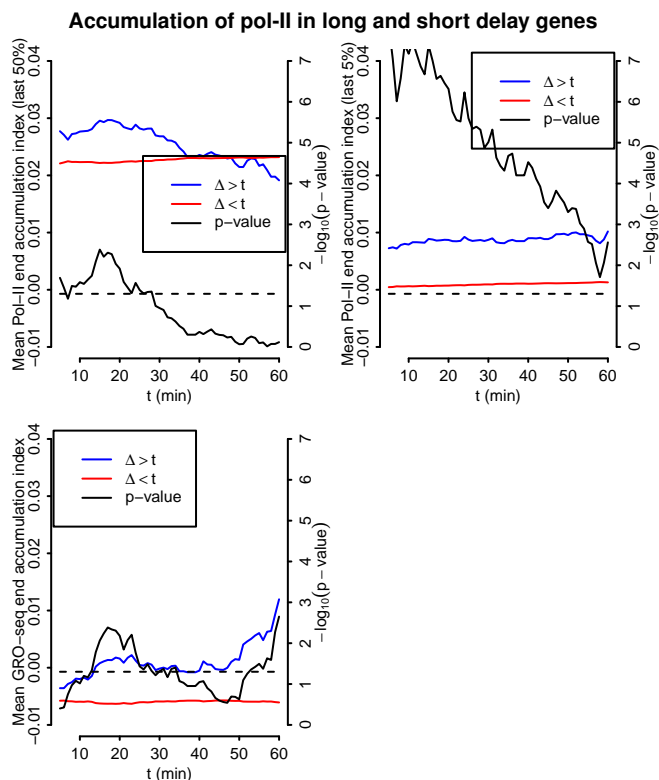 Accumulation of pol-II in long and short delay genes
Mean Pol-II end accumulation index (last 50%)
0.04
0.03
0.02
0.01
0.00
−0.01
Δ > t
Δ < t
p-value
7
6
5
4
3
2
1
0
−log10(p − value)
10 20 30 40 50 60
t (min)
Mean Pol-II end accumulation index (last 5%)
0.04
0.03
0.02
0.01
0.00
−0.01
Δ > t
Δ < t
p-value
7
6
5
4
3
2
1
0
−log10(p − value)
10 20 30 40 50 60
t (min)
Mean GRO-seq end accumulation index
0.04
0.03
0.02
0.01
0.00
−0.01
Δ > t
Δ < t
p-value
7
6
5
4
3
2
1
0
−log10(p − value)
10 20 30 40 50 60
t (min)